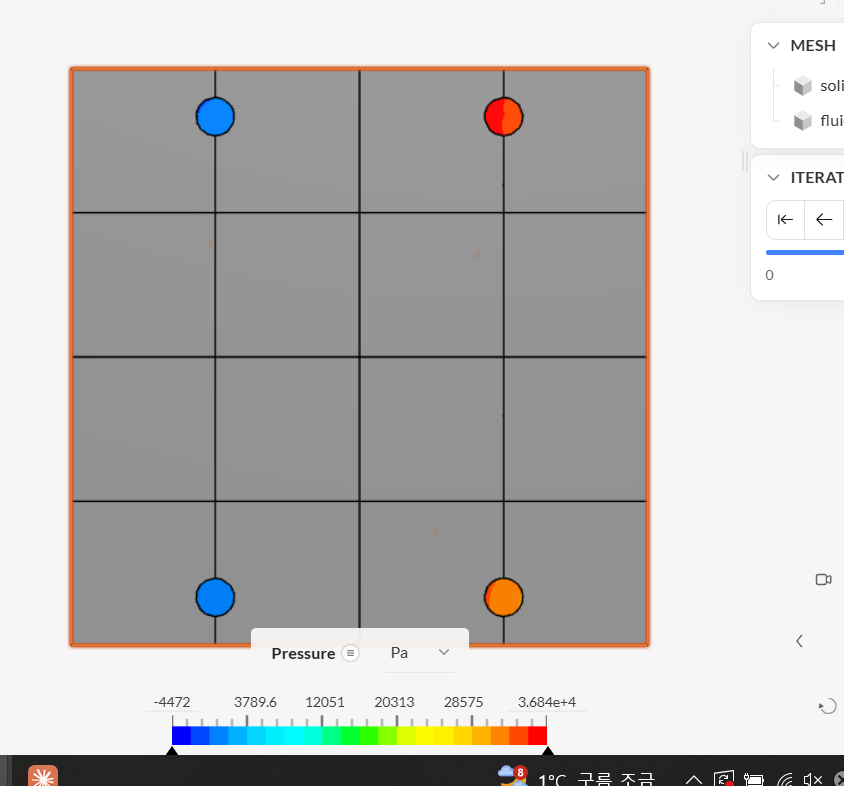 MESH
soli
flui
ITERAT
0
Pressure Pa
-4472 3789.6 12051 20313 28575 3.684e+4
8
1°C 구름 조금